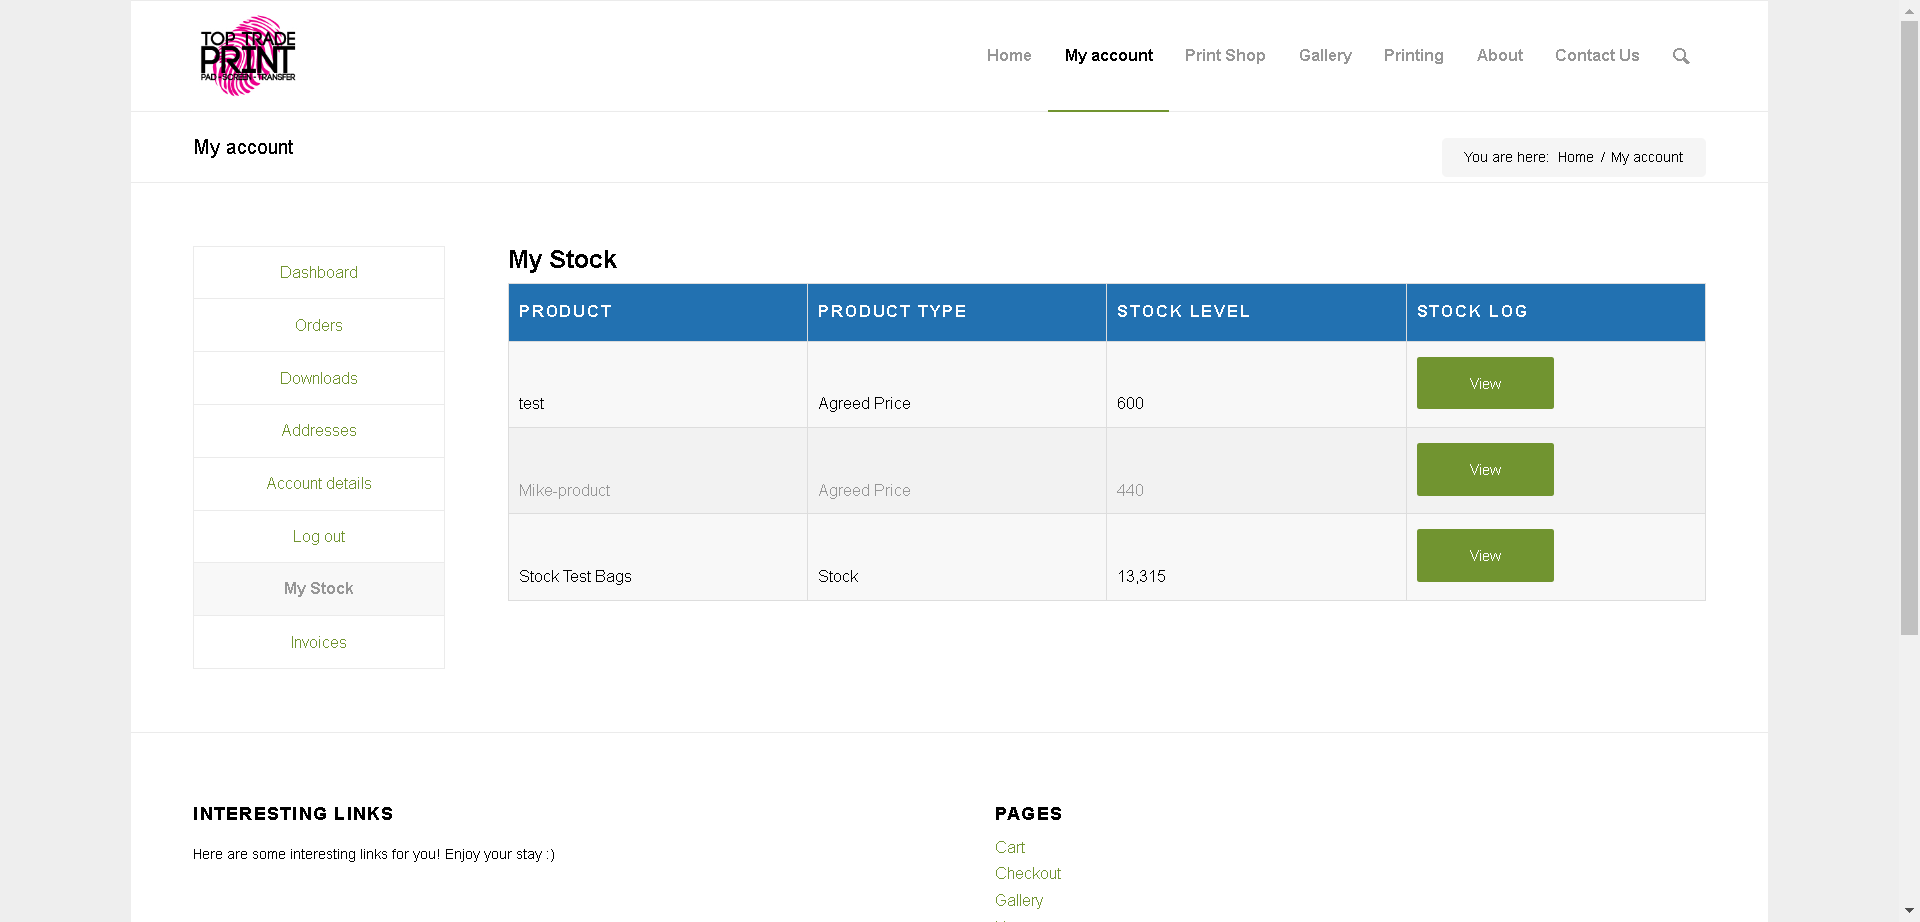 TOP TRADE
PRINT
PAD - SCREEN - TRANSFER
Home
My account
Print Shop
Gallery
Printing
About
Contact Us
My account
You are here: Home / My account
Dashboard
Orders
Downloads
Addresses
Account details
Log out
My Stock
Invoices
My Stock
PRODUCT PRODUCT TYPE STOCK LEVEL STOCK LOG
test Agreed Price 600 View
Mike-product Agreed Price 440 View
Stock Test Bags Stock 13,315 View
INTERESTING LINKS
Here are some interesting links for you! Enjoy your stay :)
PAGES
Cart
Checkout
Gallery